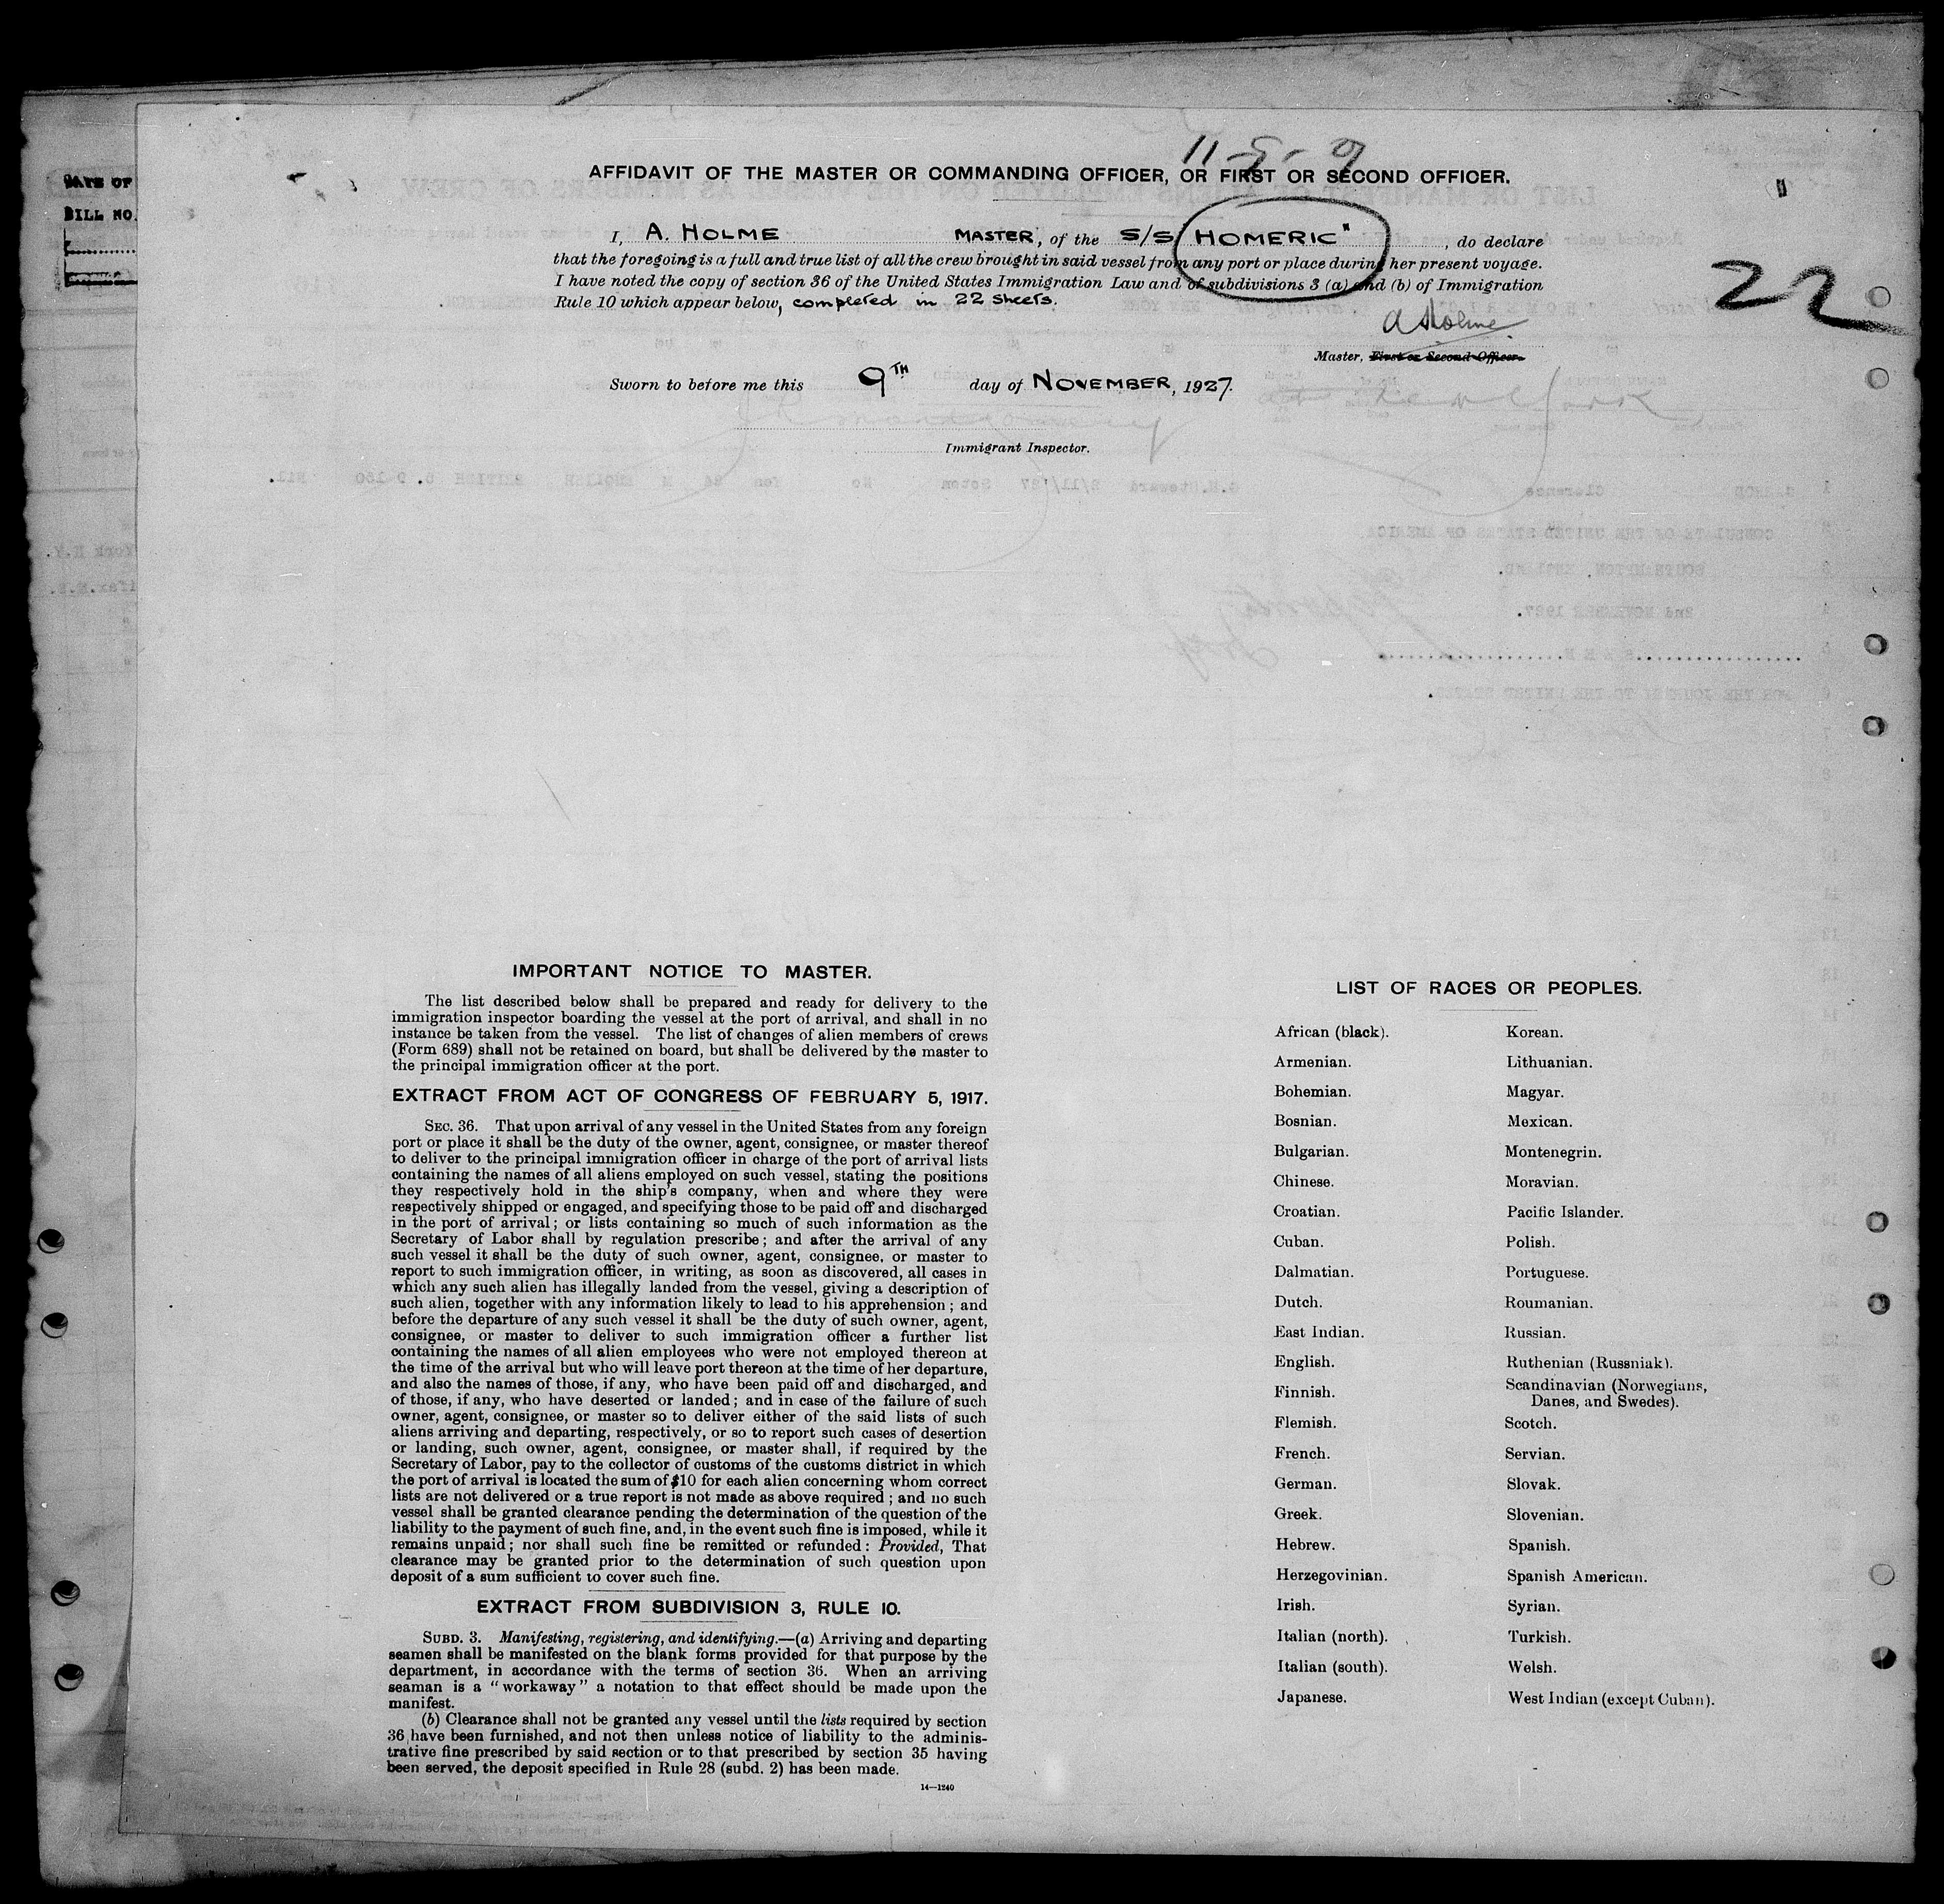 DATE OF
BILL NO.
11-9-9
AFFIDAVIT OF THE MASTER OR COMMANDING OFFICER, OR FIRST OR SECOND OFFICER.
I, A. HOLME MASTER, of the S/S "HOMERIC", do declare
that the foregoing is a full and true list of all the crew brought in said vessel from any port or place during her present voyage.
I have noted the copy of section 36 of the United States Immigration Law and of subdivisions 3 (a) and (b) of Immigration
Rule 10 which appear below, completed in 22 sheets.
22
A Holme
Master, First or Second Officer.
Sworn to before me this 9TH day of NOVEMBER, 1927.
at New York
Immigrant Inspector.
IMPORTANT NOTICE TO MASTER.
The list described below shall be prepared and ready for delivery to the
immigration inspector boarding the vessel at the port of arrival, and shall in no
instance be taken from the vessel. The list of changes of alien members of crews
(Form 689) shall not be retained on board, but shall be delivered by the master to
the principal immigration officer at the port.
EXTRACT FROM ACT OF CONGRESS OF FEBRUARY 5, 1917.
SEC. 36. That upon arrival of any vessel in the United States from any foreign
port or place it shall be the duty of the owner, agent, consignee, or master thereof
to deliver to the principal immigration officer in charge of the port of arrival lists
containing the names of all aliens employed on such vessel, stating the positions
they respectively hold in the ship's company, when and where they were
respectively shipped or engaged, and specifying those to be paid off and discharged
in the port of arrival; or lists containing so much of such information as the
Secretary of Labor shall by regulation prescribe; and after the arrival of any
such vessel it shall be the duty of such owner, agent, consignee, or master to
report to such immigration officer, in writing, as soon as discovered, all cases in
which any such alien has illegally landed from the vessel, giving a description of
such alien, together with any information likely to lead to his apprehension; and
before the departure of any such vessel it shall be the duty of such owner, agent,
consignee, or master to deliver to such immigration officer a further list
containing the names of all alien employees who were not employed thereon at
the time of the arrival but who will leave port thereon at the time of her departure,
and also the names of those, if any, who have been paid off and discharged, and
of those, if any, who have deserted or landed; and in case of the failure of such
owner, agent, consignee, or master so to deliver either of the said lists of such
aliens arriving and departing, respectively, or so to report such cases of desertion
or landing, such owner, agent, consignee, or master shall, if required by the
Secretary of Labor, pay to the collector of customs of the customs district in which
the port of arrival is located the sum of $10 for each alien concerning whom correct
lists are not delivered or a true report is not made as above required; and no such
vessel shall be granted clearance pending the determination of the question of the
liability to the payment of such fine, and, in the event such fine is imposed, while it
remains unpaid; nor shall such fine be remitted or refunded: Provided, That
clearance may be granted prior to the determination of such question upon
deposit of a sum sufficient to cover such fine.
EXTRACT FROM SUBDIVISION 3, RULE 10.
SUBD. 3. Manifesting, registering, and identifying.—(a) Arriving and departing
seamen shall be manifested on the blank forms provided for that purpose by the
department, in accordance with the terms of section 36. When an arriving
seaman is a "workaway" a notation to that effect should be made upon the
manifest.
(b) Clearance shall not be granted any vessel until the lists required by section
36 have been furnished, and not then unless notice of liability to the adminis-
trative fine prescribed by said section or to that prescribed by section 35 having
been served, the deposit specified in Rule 28 (subd. 2) has been made.
14—1240
LIST OF RACES OR PEOPLES.
African (black).
Armenian.
Bohemian.
Bosnian.
Bulgarian.
Chinese.
Croatian.
Cuban.
Dalmatian.
Dutch.
East Indian.
English.
Finnish.
Flemish.
French.
German.
Greek.
Hebrew.
Herzegovinian.
Irish.
Italian (north).
Italian (south).
Japanese.
Korean.
Lithuanian.
Magyar.
Mexican.
Montenegrin.
Moravian.
Pacific Islander.
Polish.
Portuguese.
Roumanian.
Russian.
Ruthenian (Russniak).
Scandinavian (Norwegians,
Danes, and Swedes).
Scotch.
Servian.
Slovak.
Slovenian.
Spanish.
Spanish American.
Syrian.
Turkish.
Welsh.
West Indian (except Cuban).